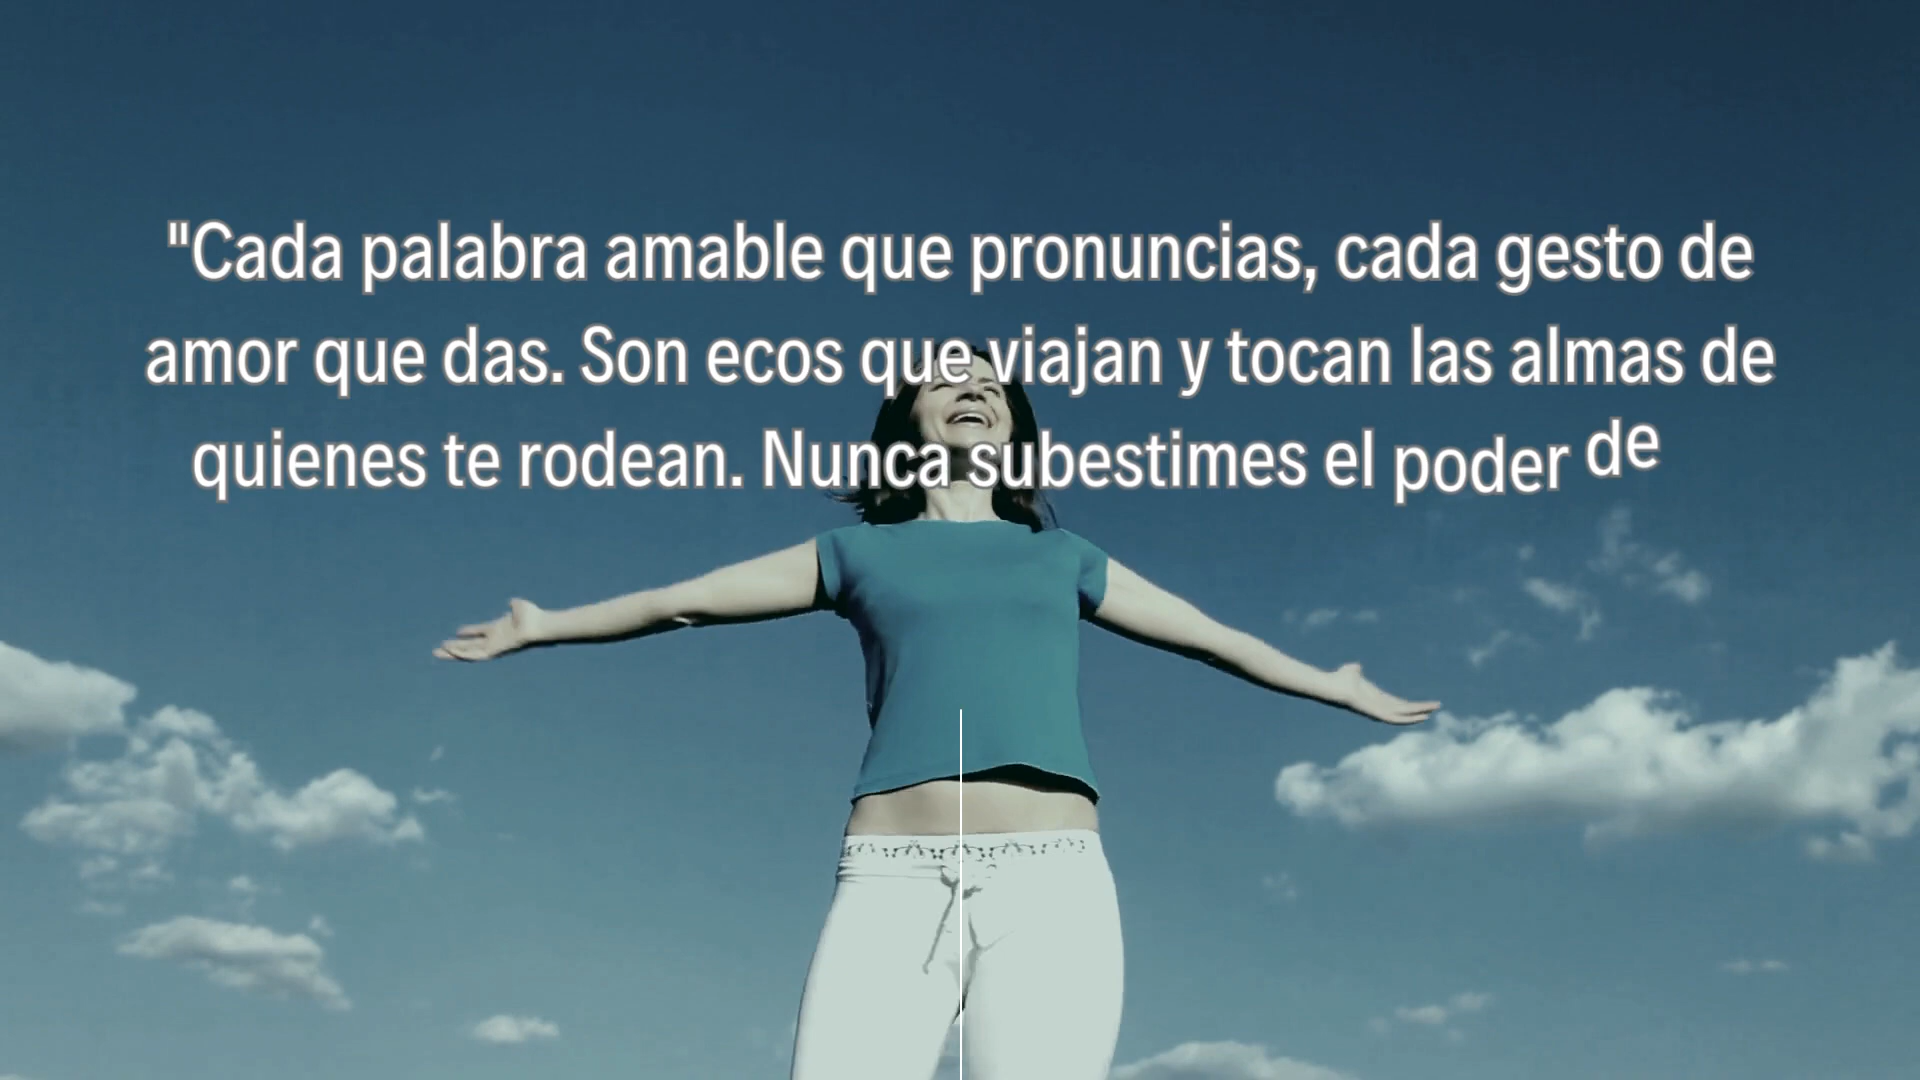 "Cada palabra amable que pronuncias, cada gesto de
amor que das. Son ecos que viajan y tocan las almas de
quienes te rodean. Nunca subestimes el poder de